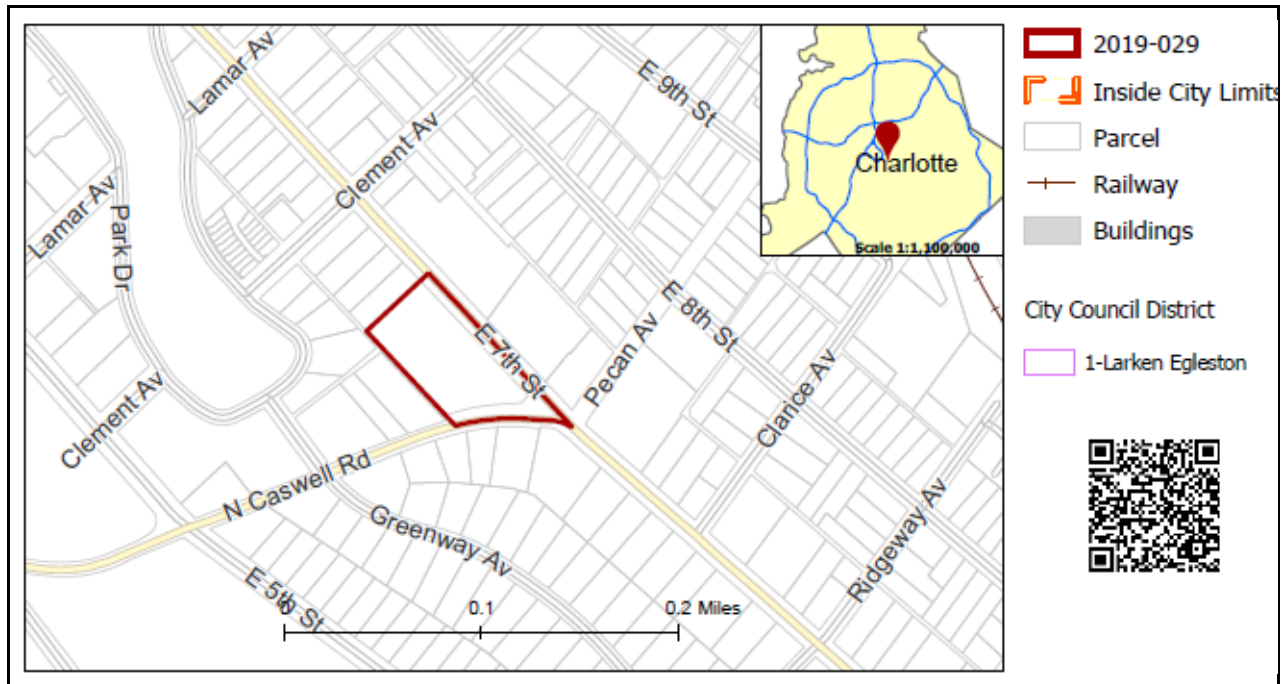 Lamar Av
E 9th St
Clement Av
Lamar Av
Park Dr
E 8th St
Pecan Av
E 7th St
Clarice Av
Clement Av
N Caswell Rd
Greenway Av
Ridgeway Av
E 5th St
0 0.1 0.2 Miles
Charlotte
Scale 1:1,100,000
2019-029
Inside City Limits
Parcel
Railway
Buildings
City Council District
1-Larken Egleston